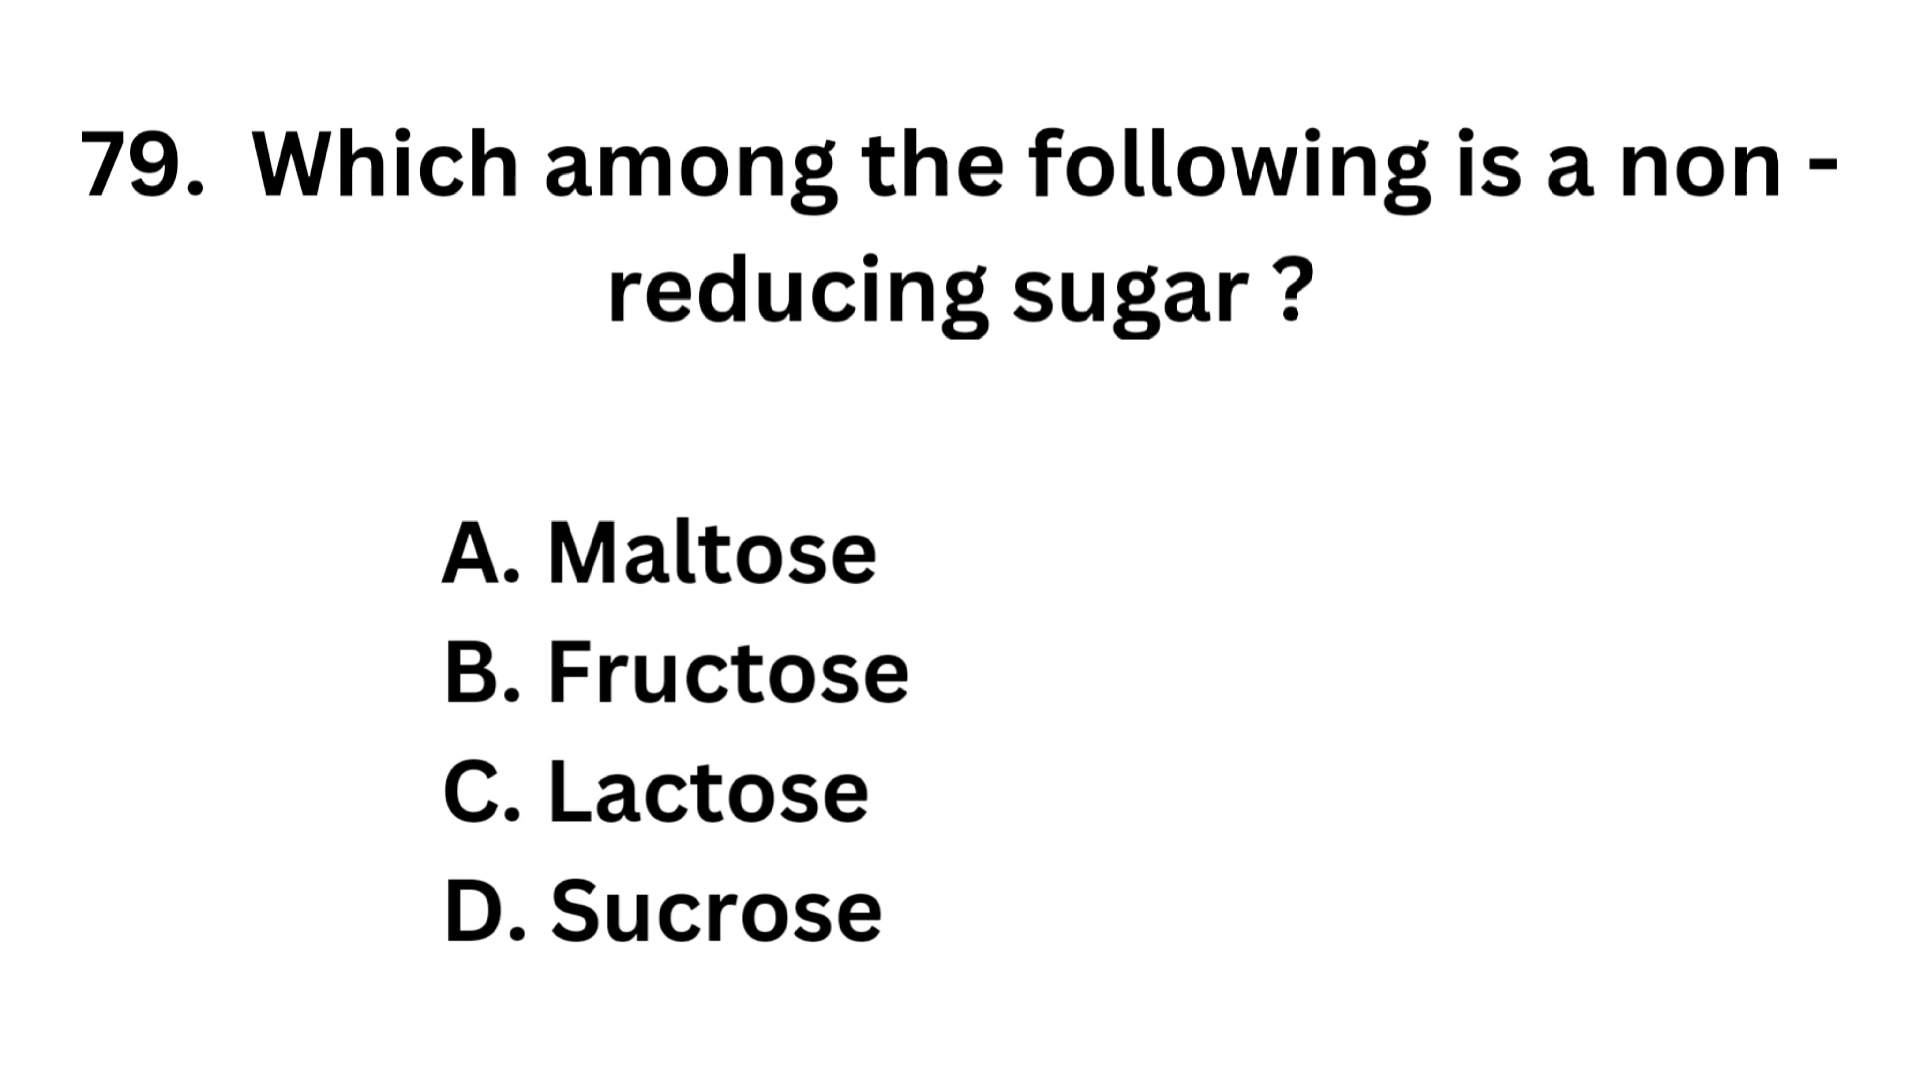 79. Which among the following is a non -
reducing sugar ?
A. Maltose
B. Fructose
C. Lactose
D. Sucrose